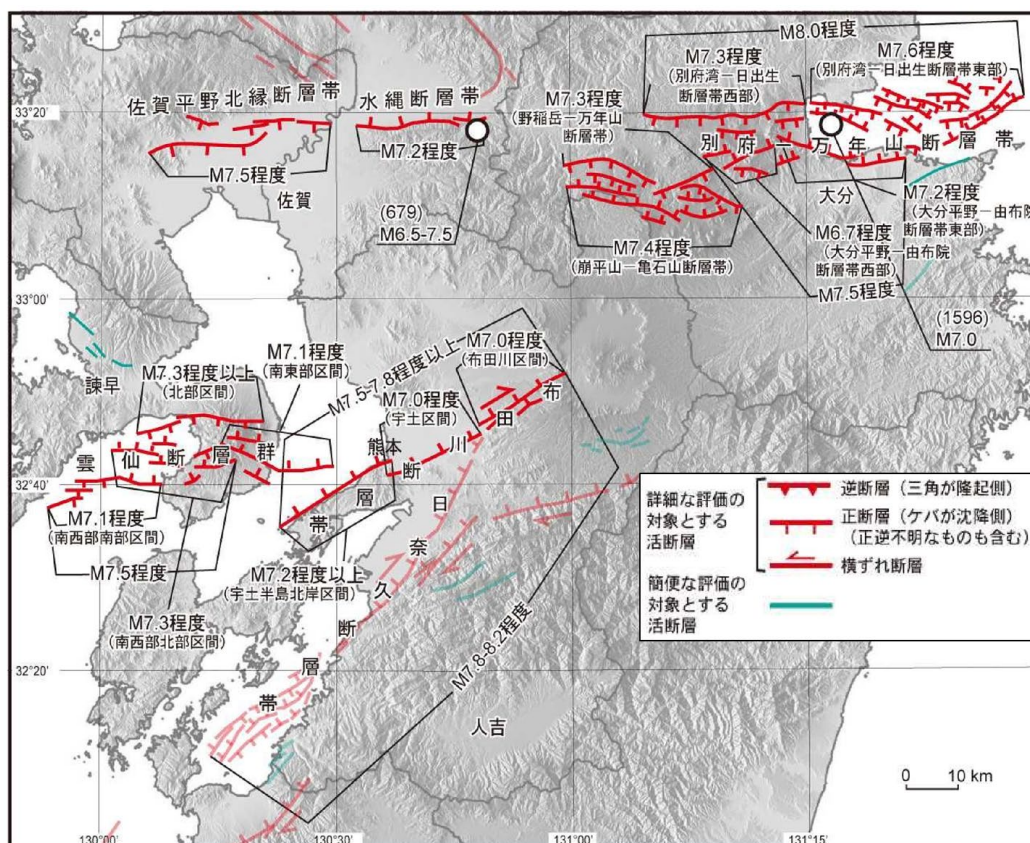 M8.0程度
M7.3程度
(別府湾－日出生
断層帯西部)
M7.6程度
(別府湾－日出生断層帯東部)
33°20'
佐賀平野北縁断層帯
水縄断層帯
M7.3程度
(野稲岳－万年山
断層帯)
別府－万年山断層帯
M7.5程度
M7.2程度
佐賀
(679)
M6.5-7.5
大分
M7.2程度
(大分平野－由布院
断層帯東部)
M6.7程度
(大分平野－由布院
断層帯西部)
M7.4程度
(崩平山－亀石山断層帯)
M7.5程度
33°00'
(1596)
M7.0
諫早
M7.3程度以上
(北部区間)
M7.1程度
(南東部区間)
M7.5-7.8程度以上
M7.0程度
(布田川区間)
M7.0程度
(宇土区間)
熊本
布田川断層帯
雲仙断層群
32°40'
M7.1程度
(南西部南部区間)
M7.5程度
M7.3程度
(南西部北部区間)
M7.2程度以上
(宇土半島北岸区間)
日奈久断層帯
M7.8-8.2程度
32°20'
人吉
詳細な評価の
対象とする
活断層
逆断層（三角が隆起側）
正断層（ケバが沈降側）
（正逆不明なものも含む）
横ずれ断層
簡便な評価の
対象とする
活断層
0 10 km
130°00' 130°30' 131°00' 131°15'